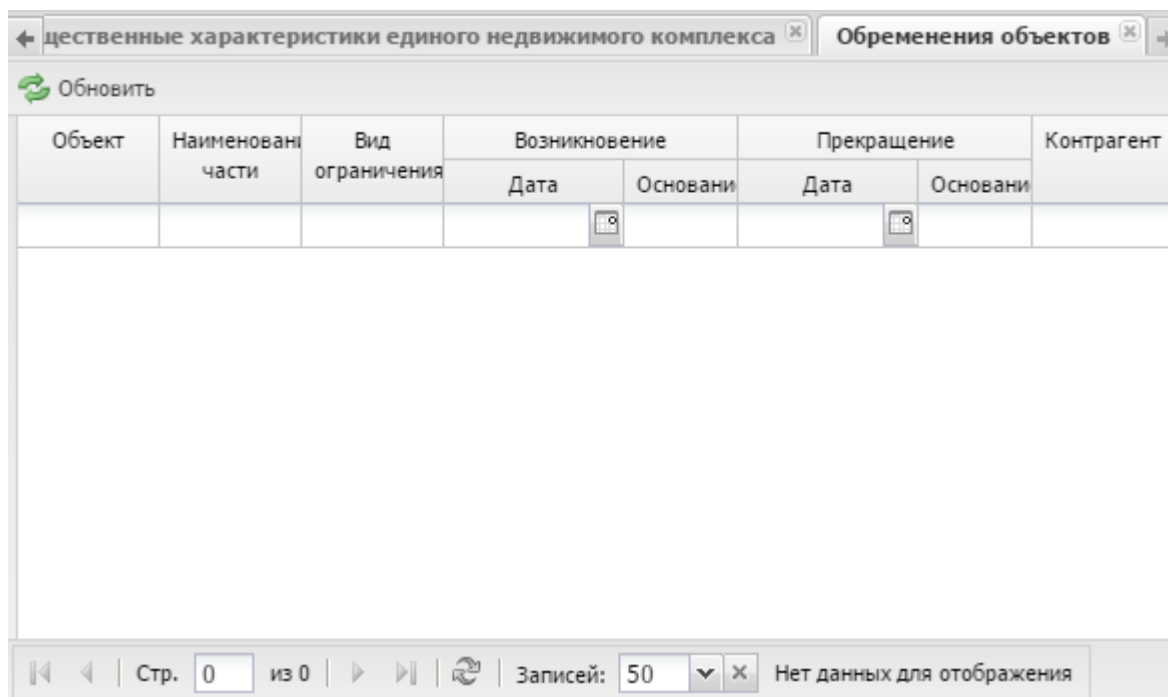 щественные характеристики единого недвижимого комплекса Обременения объектов
Обновить
Объект Наименовани Вид Возникновение Прекращение Контрагент
части ограничения
Дата Основани Дата Основани
Стр. 0 из 0 Записей: 50 Нет данных для отображения